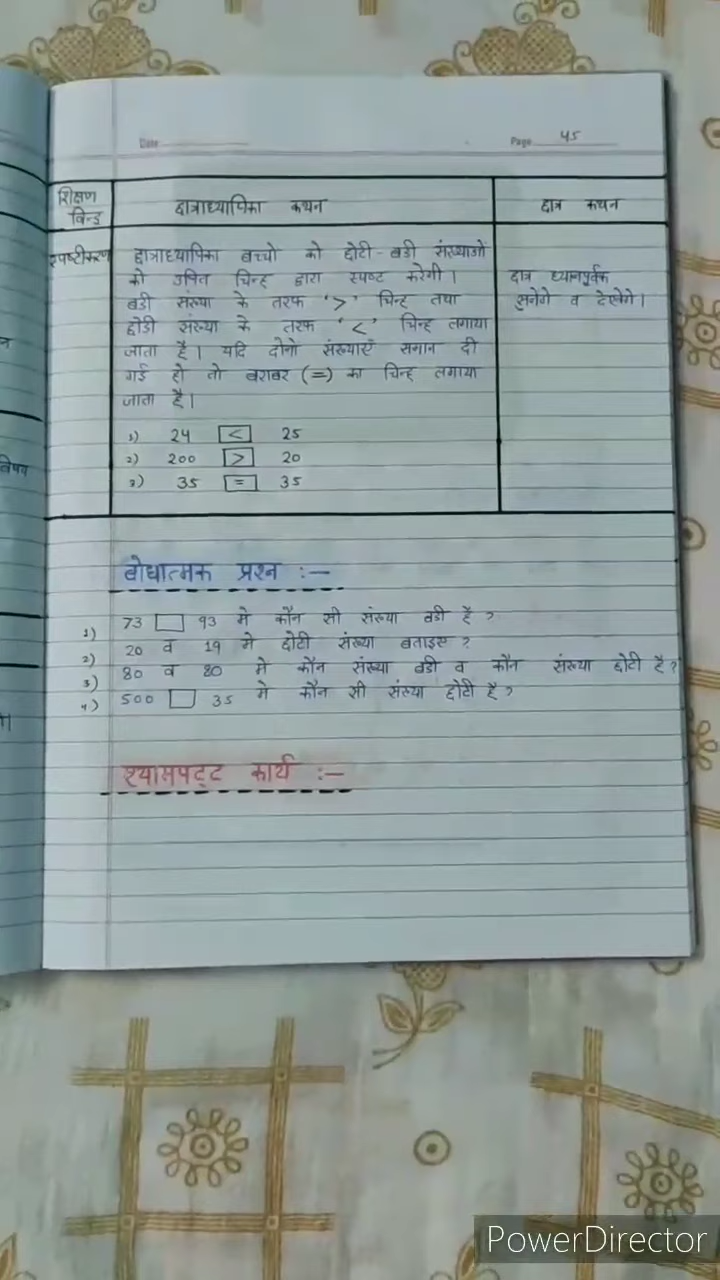 Date
Page 45
शिक्षण
विन्दु
छात्राध्यापिका कथन
छात्र कथन
स्पष्टीकरण
छात्राध्यापिका बच्चो को छोटी-बडी संख्याओं
को उचित चिन्ह द्वारा स्पष्ट करेगी।
बडी संख्या के तरफ '>' चिन्ह तथा
छोटी संख्या के तरफ '<' चिन्ह लगाया
जाता है। यदि दोनो संख्याएँ समान दी
गई हो तो बराबर (=) का चिन्ह लगाया
जाता है।
1) 24 < 25
2) 200 > 20
3) 35 = 35
छात्र ध्यानपूर्वक
सुनेगे व देखेगे।
बोधात्मक प्रश्न :-
1) 73 □ 93 मे कौन सी संख्या बडी है ?
2) 20 व 19 मे छोटी संख्या बताइए ?
3) 80 व 80 मे कौन संख्या बडी व कौन संख्या छोटी है ?
4) 500 □ 35 मे कौन सी संख्या छोटी है ?
श्यामपट्ट कार्य :-
विषय
PowerDirector